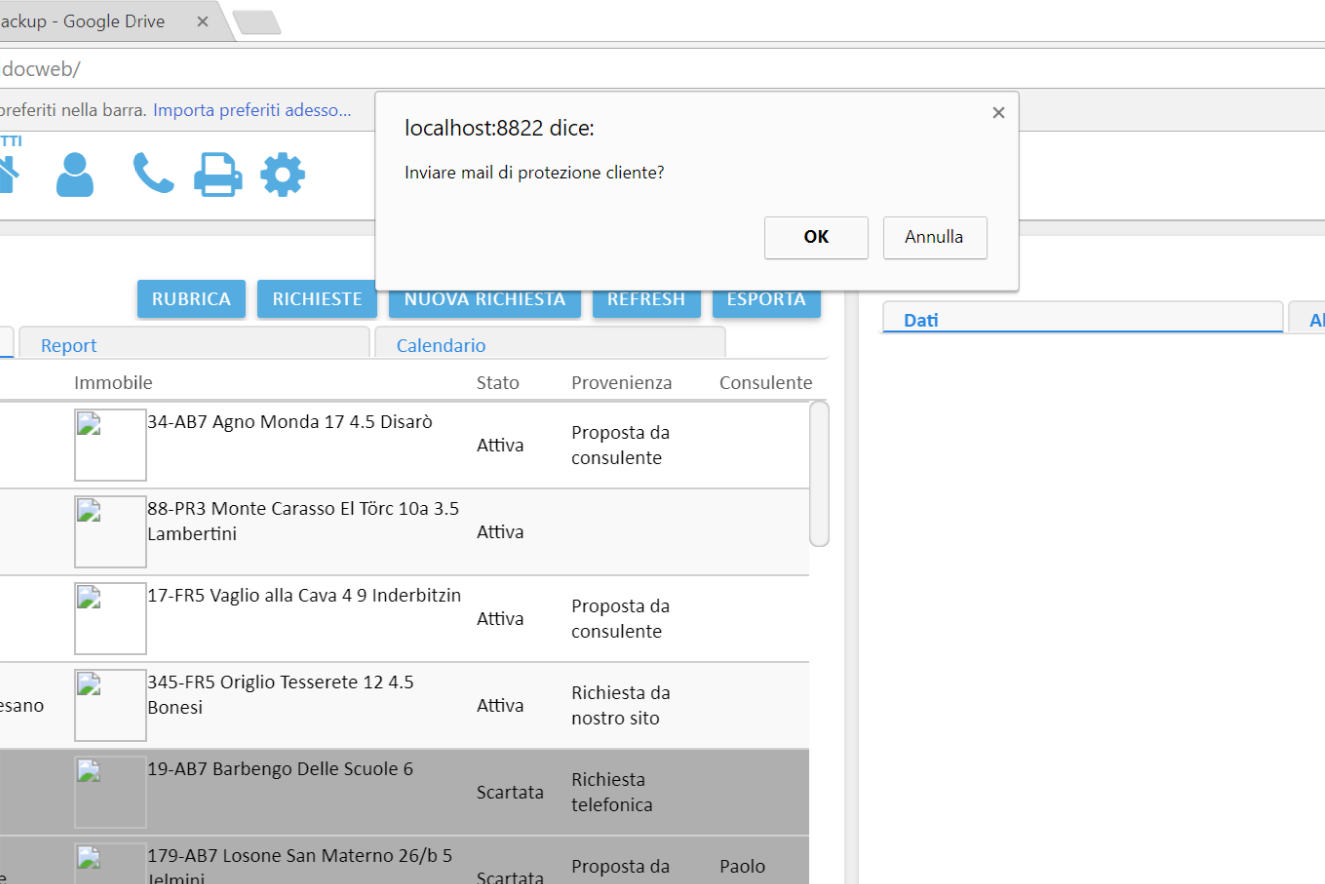 ackup - Google Drive
docweb/
preferiti nella barra. Importa preferiti adesso...
TTI
localhost:8822 dice:
Inviare mail di protezione cliente?
OK
Annulla
RUBRICA
RICHIESTE
NUOVA RICHIESTA
REFRESH
ESPORTA
Dati
Report
Calendario
Immobile
Stato
Provenienza
Consulente
34-AB7 Agno Monda 17 4.5 Disarò
Attiva
Proposta da
consulente
88-PR3 Monte Carasso El Törc 10a 3.5
Lambertini
Attiva
17-FR5 Vaglio alla Cava 4 9 Inderbitzin
Attiva
Proposta da
consulente
esano
345-FR5 Origlio Tesserete 12 4.5
Bonesi
Attiva
Richiesta da
nostro sito
19-AB7 Barbengo Delle Scuole 6
Scartata
Richiesta
telefonica
179-AB7 Losone San Materno 26/b 5
Jelmini
Scartata
Proposta da
Paolo